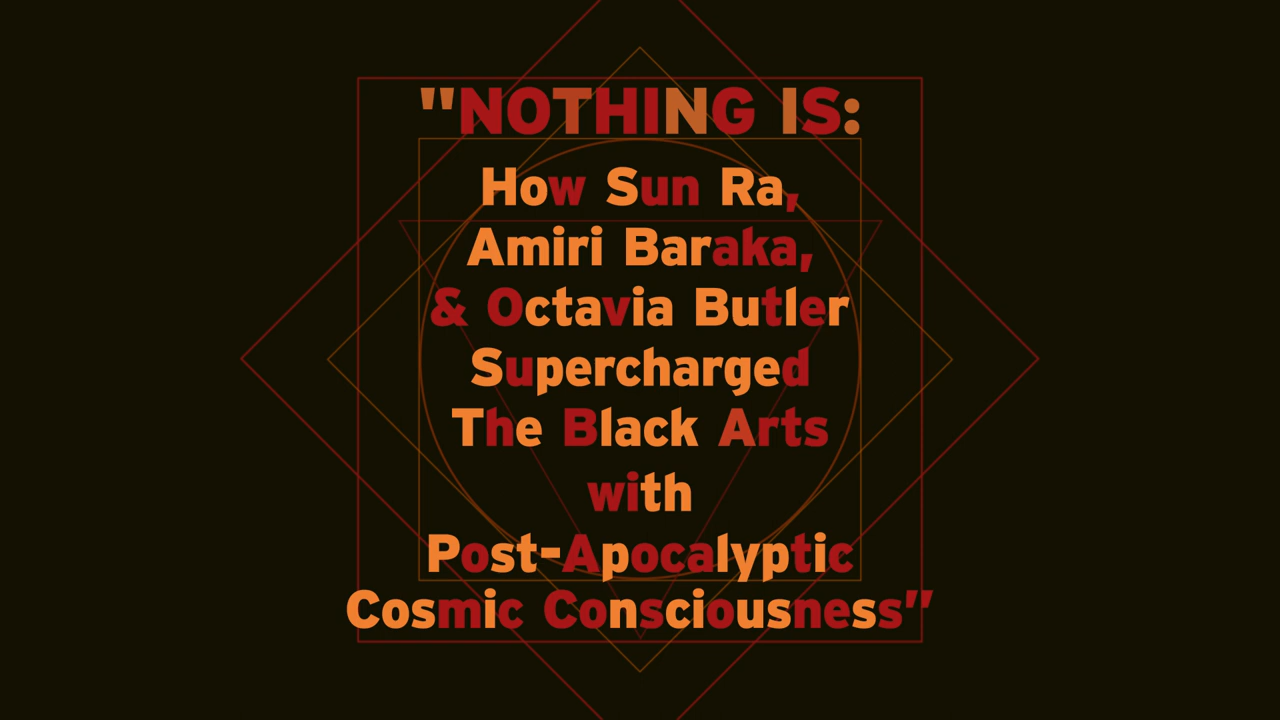 "NOTHING IS:
How Sun Ra,
Amiri Baraka,
& Octavia Butler
Supercharged
The Black Arts
with
Post-Apocalyptic
Cosmic Consciousness”